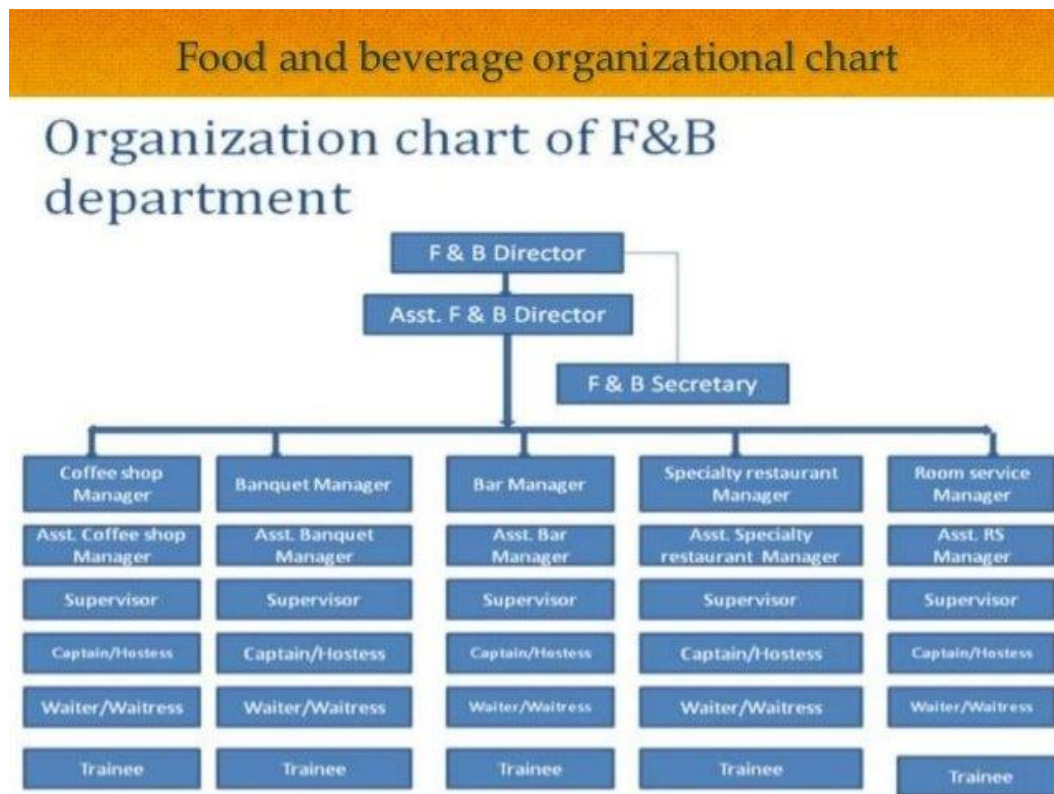 Food and beverage organizational chart
Organization chart of F&B
department
F & B Director
Asst. F & B Director
F & B Secretary
Coffee shop
Manager
Banquet Manager
Bar Manager
Specialty restaurant
Manager
Room service
Manager
Asst. Coffee shop
Manager
Asst. Banquet
Manager
Asst. Bar
Manager
Asst. Specialty
restaurant Manager
Asst. RS
Manager
Supervisor
Supervisor
Supervisor
Supervisor
Supervisor
Captain/Hostess
Captain/Hostess
Captain/Hostess
Captain/Hostess
Captain/Hostess
Waiter/Waitress
Waiter/Waitress
Waiter/Waitress
Waiter/Waitress
Waiter/Waitress
Trainee
Trainee
Trainee
Trainee
Trainee